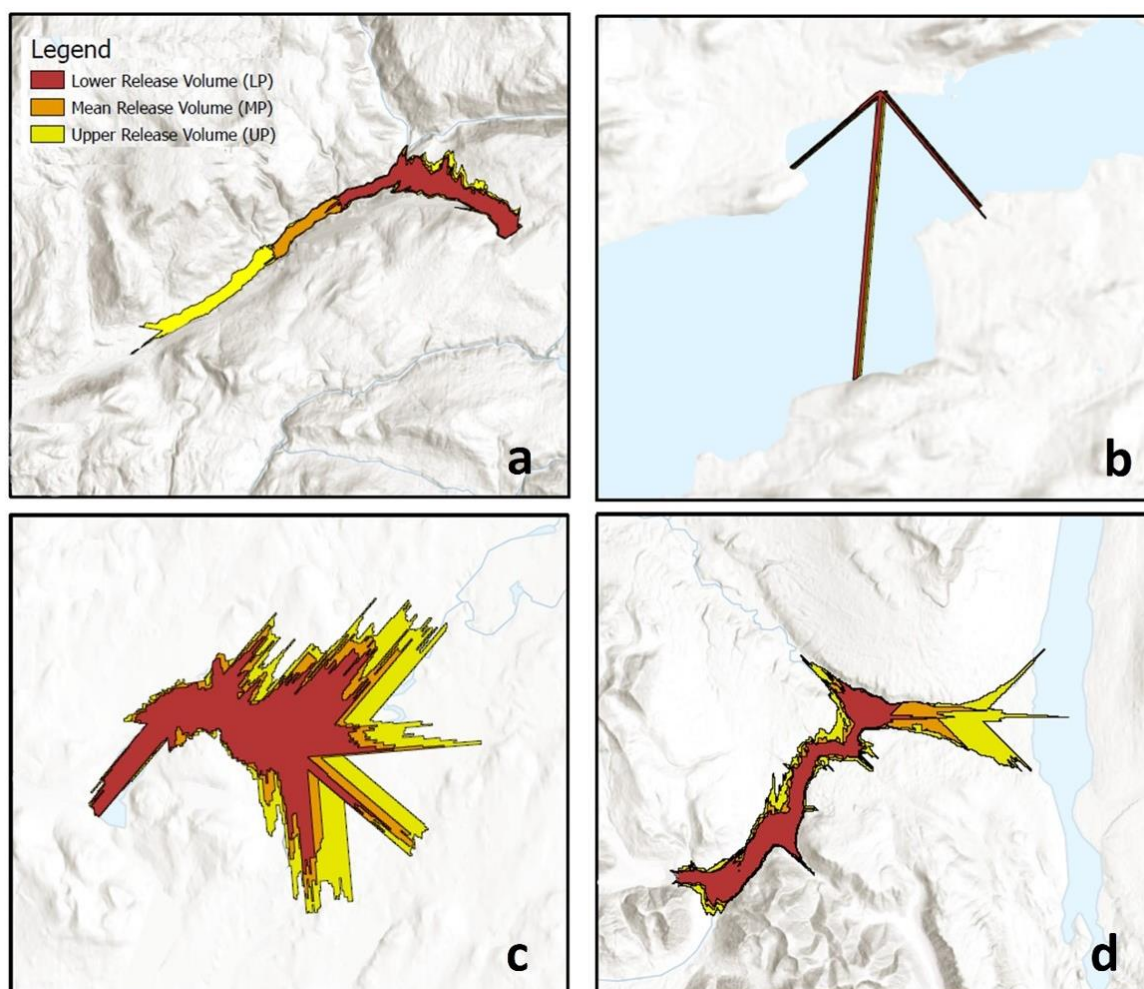 Legend
Lower Release Volume (LP)
Mean Release Volume (MP)
Upper Release Volume (UP)
a
b
c
d